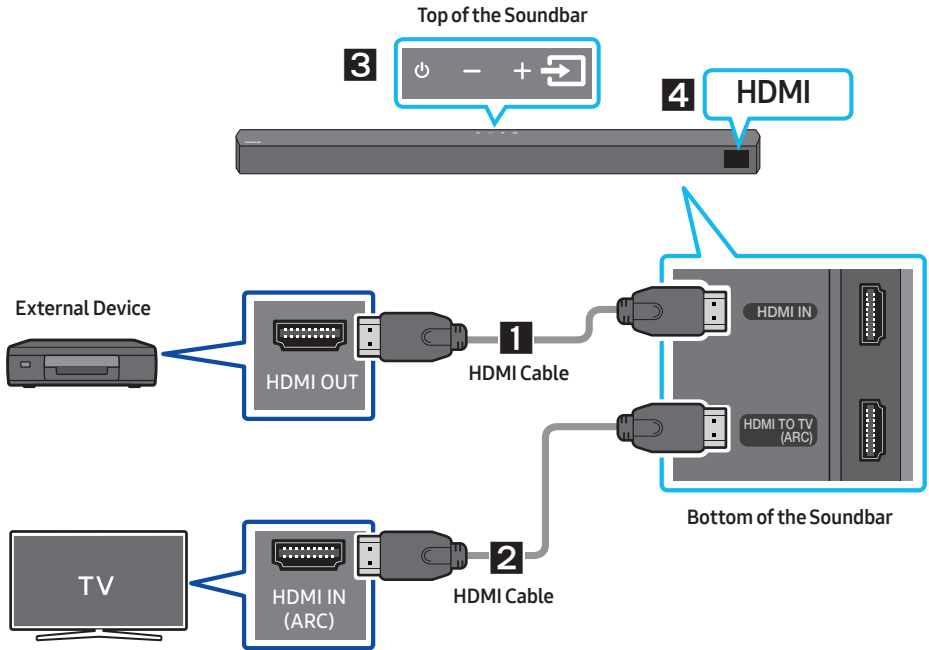 Top of the Soundbar
3
4
HDMI
External Device
HDMI OUT
1
HDMI Cable
HDMI IN
HDMI TO TV
(ARC)
Bottom of the Soundbar
TV
HDMI IN
(ARC)
2
HDMI Cable